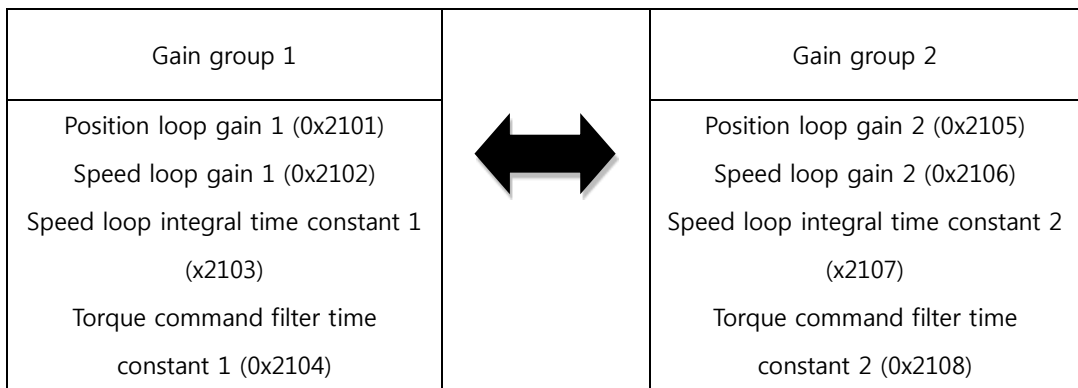 Gain group 1
Position loop gain 1 (0x2101)
Speed loop gain 1 (0x2102)
Speed loop integral time constant 1
(x2103)
Torque command filter time
constant 1 (0x2104)
Gain group 2
Position loop gain 2 (0x2105)
Speed loop gain 2 (0x2106)
Speed loop integral time constant 2
(x2107)
Torque command filter time
constant 2 (0x2108)